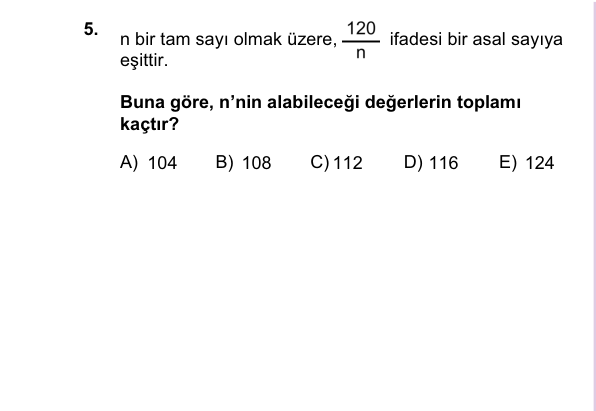 5.
n bir tam sayı olmak üzere, 120/n ifadesi bir asal sayıya
eşittir.
Buna göre, n’nin alabileceği değerlerin toplamı
kaçtır?
A) 104 B) 108 C) 112 D) 116 E) 124